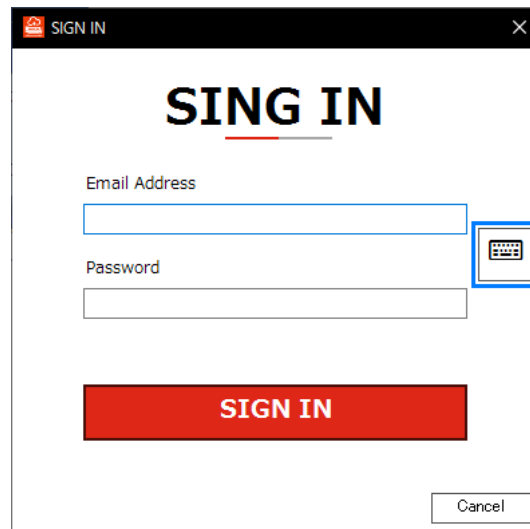 SIGN IN
SING IN
Email Address
Password
SIGN IN
Cancel